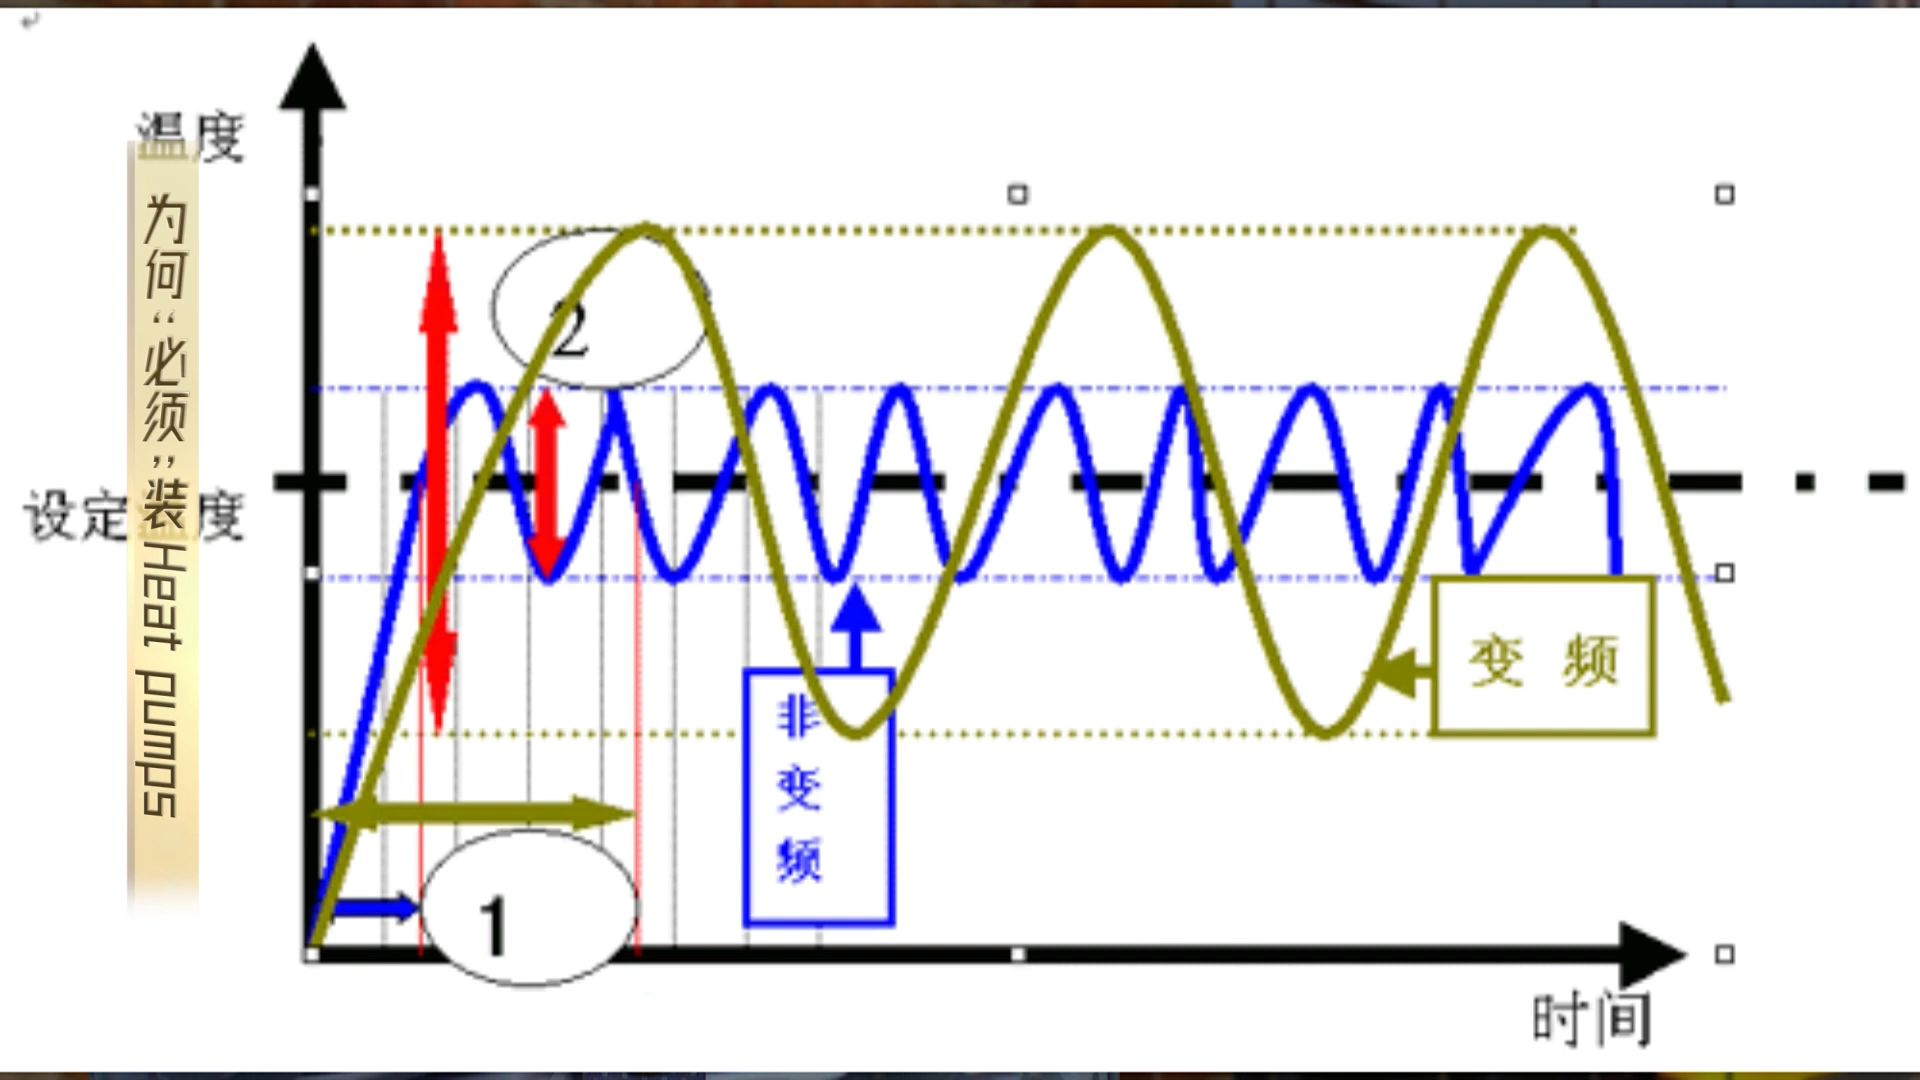 温度
为何“必须”装Heat pumps
设定温度
2
变 频
非
变
频
1
时间